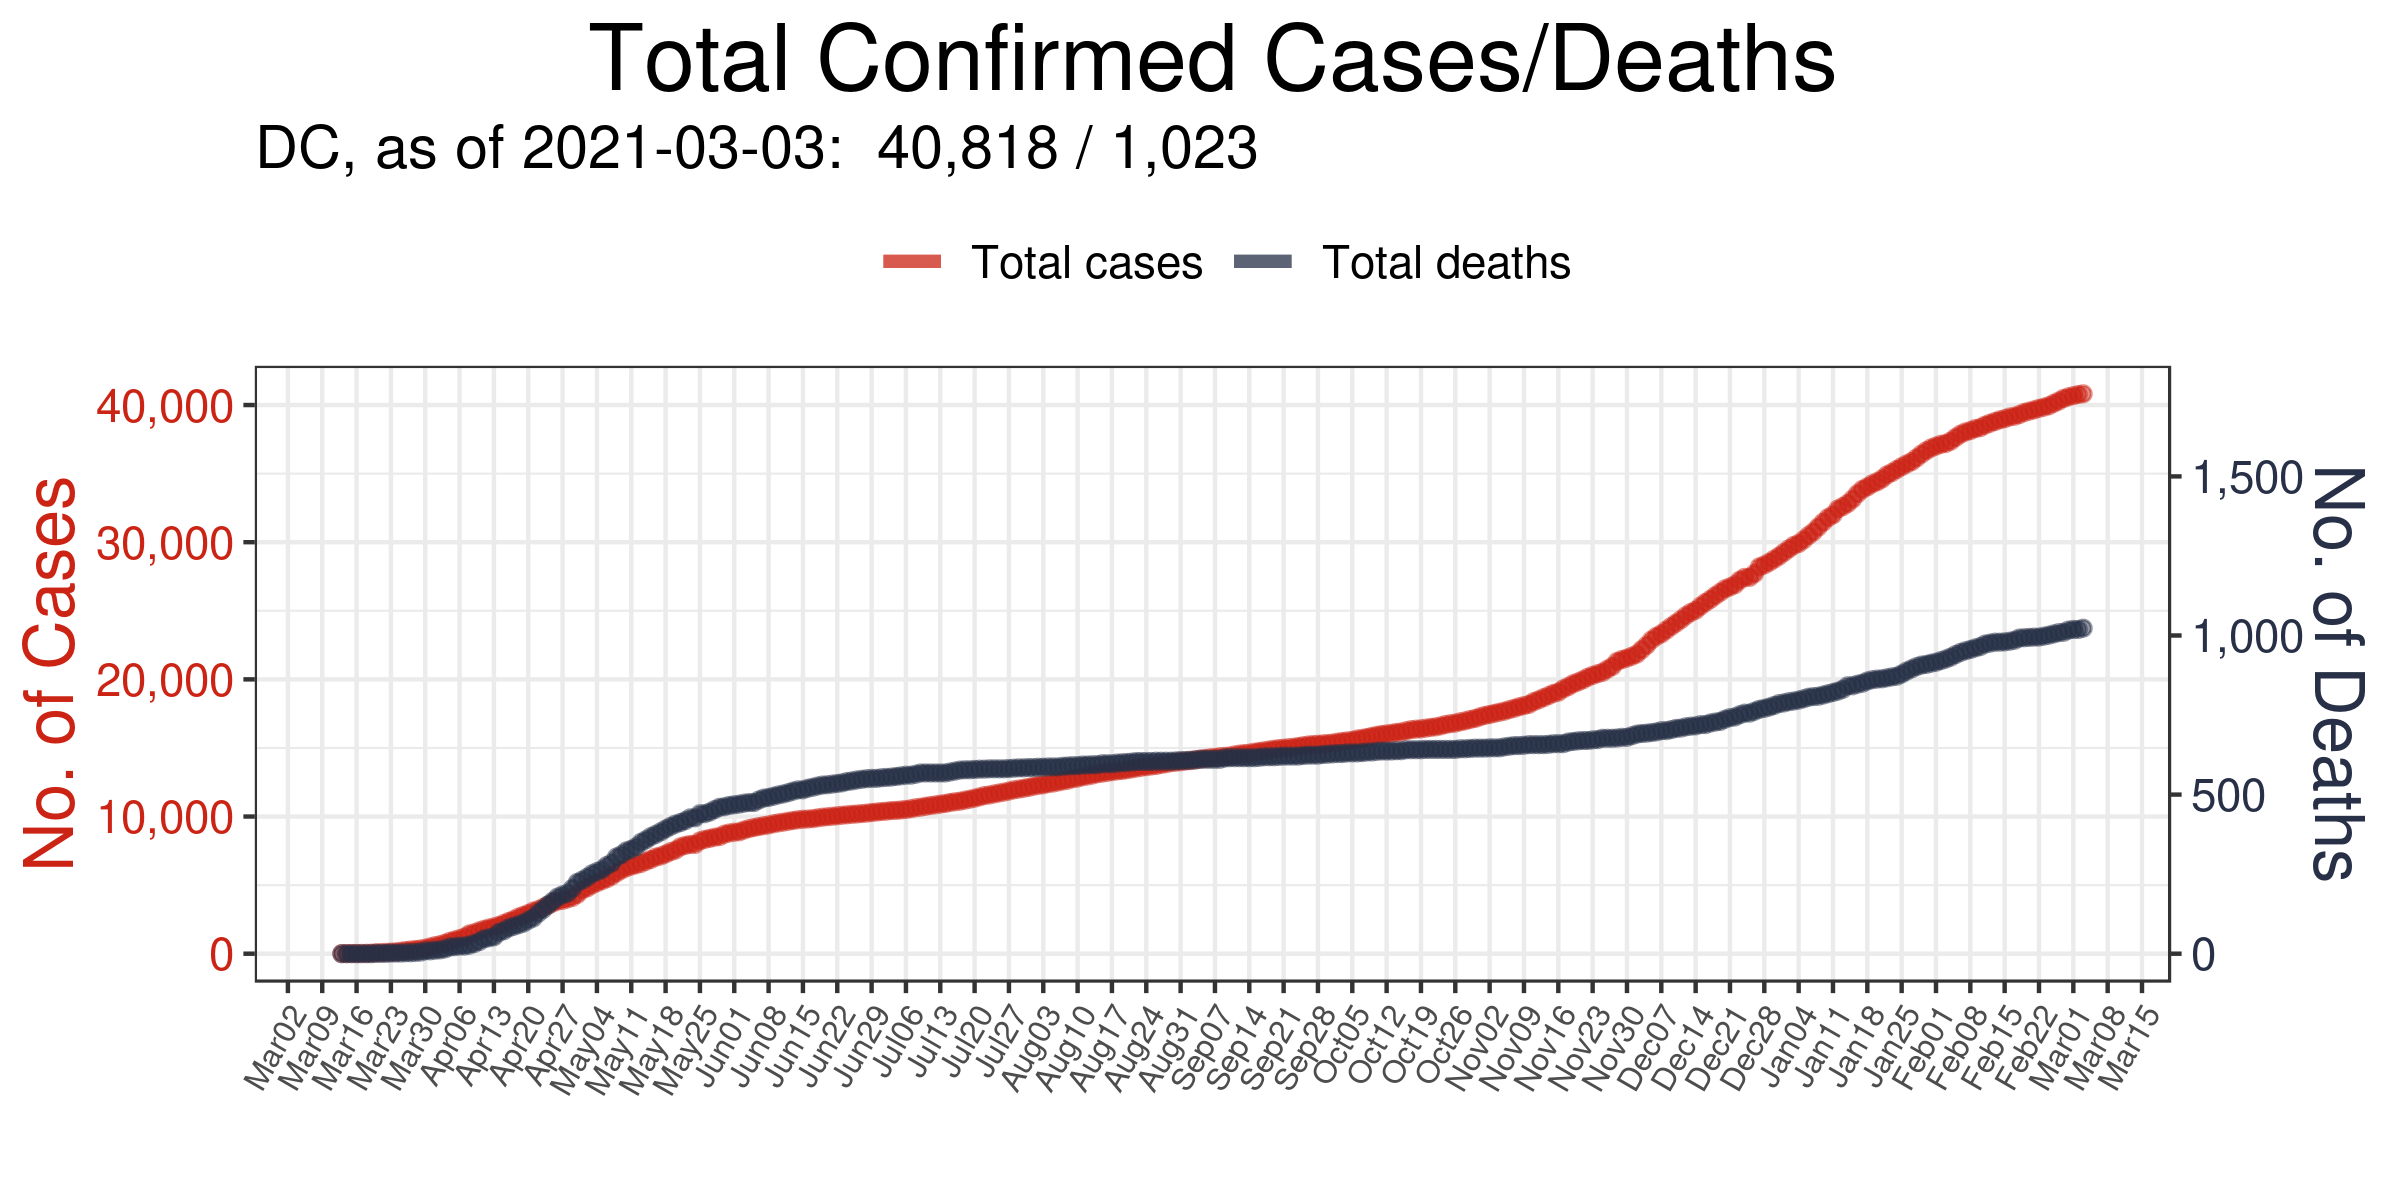 Total Confirmed Cases/Deaths
DC, as of 2021-03-03:  40,818 / 1,023
Total cases
Total deaths
No. of Cases
40,000
30,000
20,000
10,000
0
1,500
1,000
500
0
No. of Deaths
Mar02
Mar09
Mar16
Mar23
Mar30
Apr06
Apr13
Apr20
Apr27
May04
May11
May18
May25
Jun01
Jun08
Jun15
Jun22
Jun29
Jul06
Jul13
Jul20
Jul27
Aug03
Aug10
Aug17
Aug24
Aug31
Sep07
Sep14
Sep21
Sep28
Oct05
Oct12
Oct19
Oct26
Nov02
Nov09
Nov16
Nov23
Nov30
Dec07
Dec14
Dec21
Dec28
Jan04
Jan11
Jan18
Jan25
Feb01
Feb08
Feb15
Feb22
Mar01
Mar08
Mar15